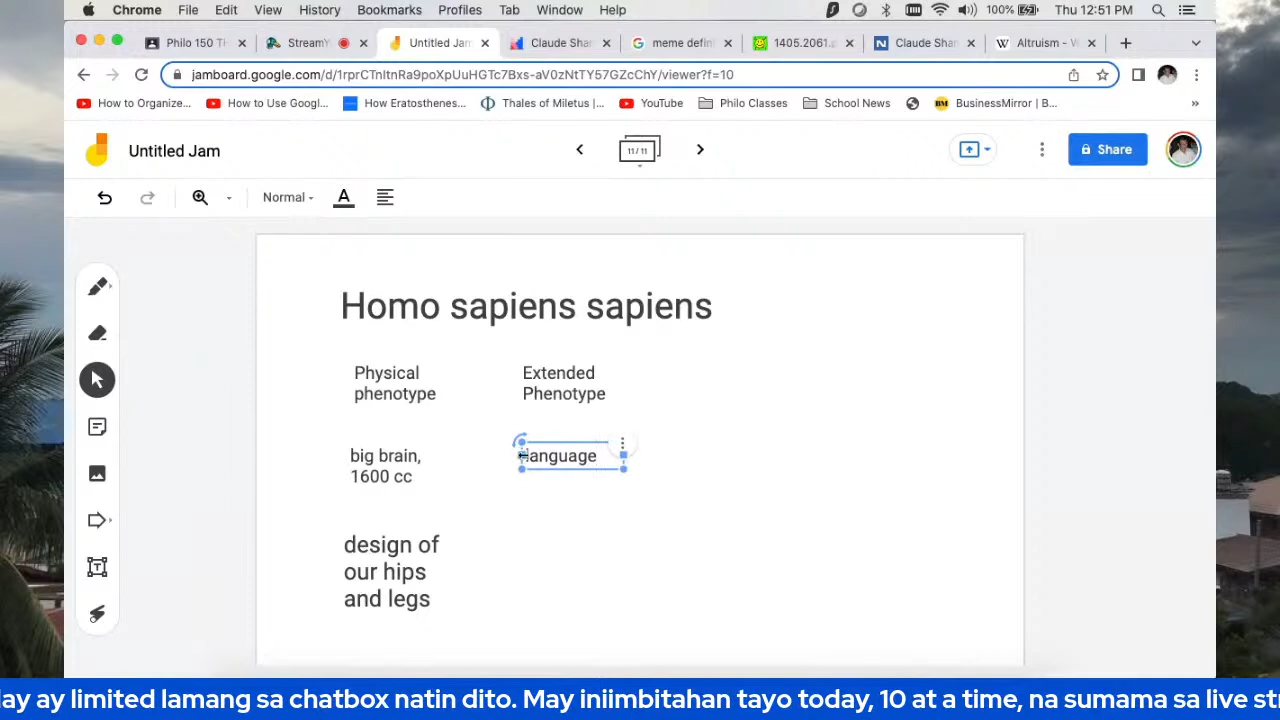 Chrome File Edit View History Bookmarks Profiles Tab Window Help 100% Thu 12:51 PM
Philo 150 T StreamY Untitled Jam Claude Shan meme defin 1405.2061.p Claude Shan Altruism - W
jamboard.google.com/d/1rprCTnItnRa9poXpUuHGTc7Bxs-aV0zNtTY57GZcChY/viewer?f=10
How to Organize... How to Use Googl... How Eratosthenes... Thales of Miletus |... YouTube Philo Classes School News BusinessMirror | B... »
Untitled Jam 11/11 Share
Normal A
Homo sapiens sapiens
Physical
phenotype
Extended
Phenotype
big brain,
1600 cc
language
design of
our hips
and legs
ay ay limited lamang sa chatbox natin dito. May iniimbitahan tayo today, 10 at a time, na sumama sa live st